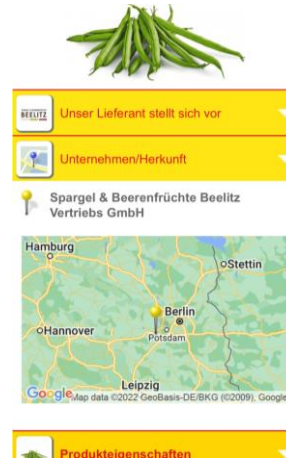 BEELITZ
Unser Lieferant stellt sich vor
Unternehmen/Herkunft
Spargel & Beerenfrüchte Beelitz
Vertriebs GmbH
Hamburg
Stettin
Berlin
Hannover
Potsdam
Leipzig
Google Map data ©2022 GeoBasis-DE/BKG (©2009), Google
Produkteigenschaften